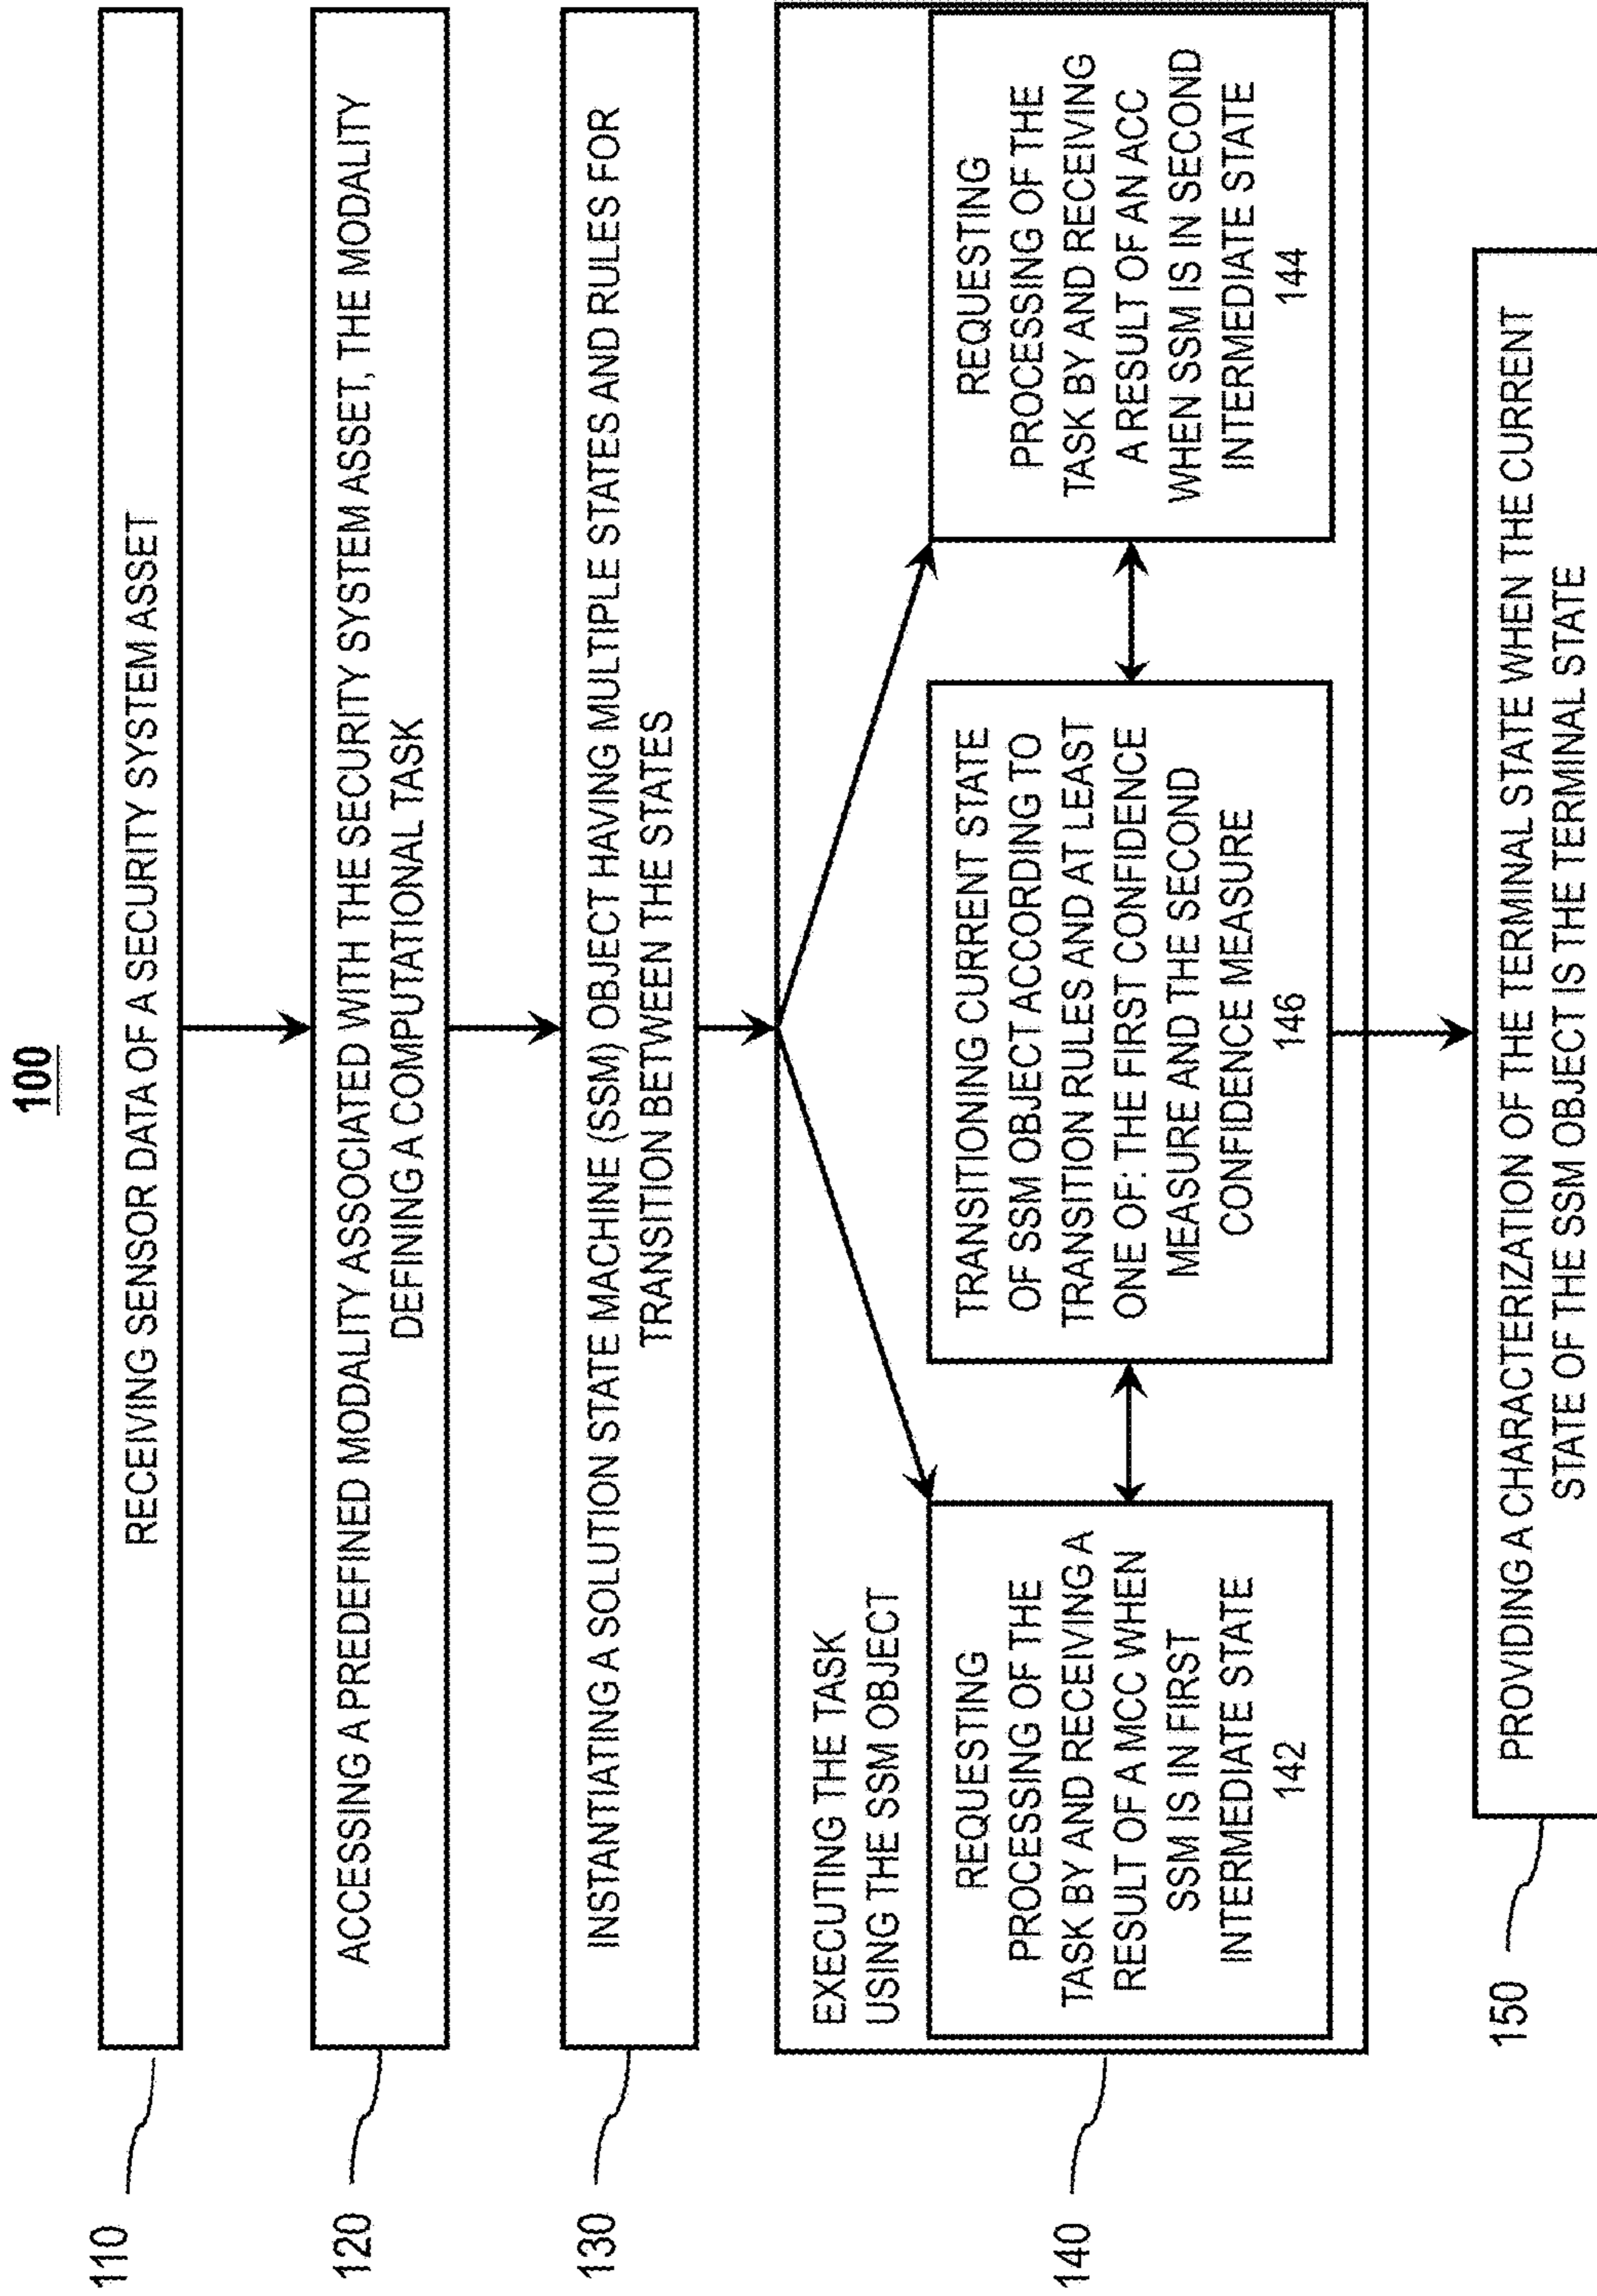 100
110
RECEIVING SENSOR DATA OF A SECURITY SYSTEM ASSET
120
ACCESSING A PREDEFINED MODALITY ASSOCIATED WITH THE SECURITY SYSTEM ASSET, THE MODALITY
DEFINING A COMPUTATIONAL TASK
130
INSTANTIATING A SOLUTION STATE MACHINE (SSM) OBJECT HAVING MULTIPLE STATES AND RULES FOR
TRANSITION BETWEEN THE STATES
140
EXECUTING THE TASK
USING THE SSM OBJECT
REQUESTING
PROCESSING OF THE
TASK BY AND RECEIVING A
RESULT OF A MCC WHEN
SSM IS IN FIRST
INTERMEDIATE STATE
142
TRANSITIONING CURRENT STATE
OF SSM OBJECT ACCORDING TO
TRANSITION RULES AND AT LEAST
ONE OF: THE FIRST CONFIDENCE
MEASURE AND THE SECOND
CONFIDENCE MEASURE
146
REQUESTING
PROCESSING OF THE
TASK BY AND RECEIVING
A RESULT OF AN ACC
WHEN SSM IS IN SECOND
INTERMEDIATE STATE
144
150
PROVIDING A CHARACTERIZATION OF THE TERMINAL STATE WHEN THE CURRENT
STATE OF THE SSM OBJECT IS THE TERMINAL STATE